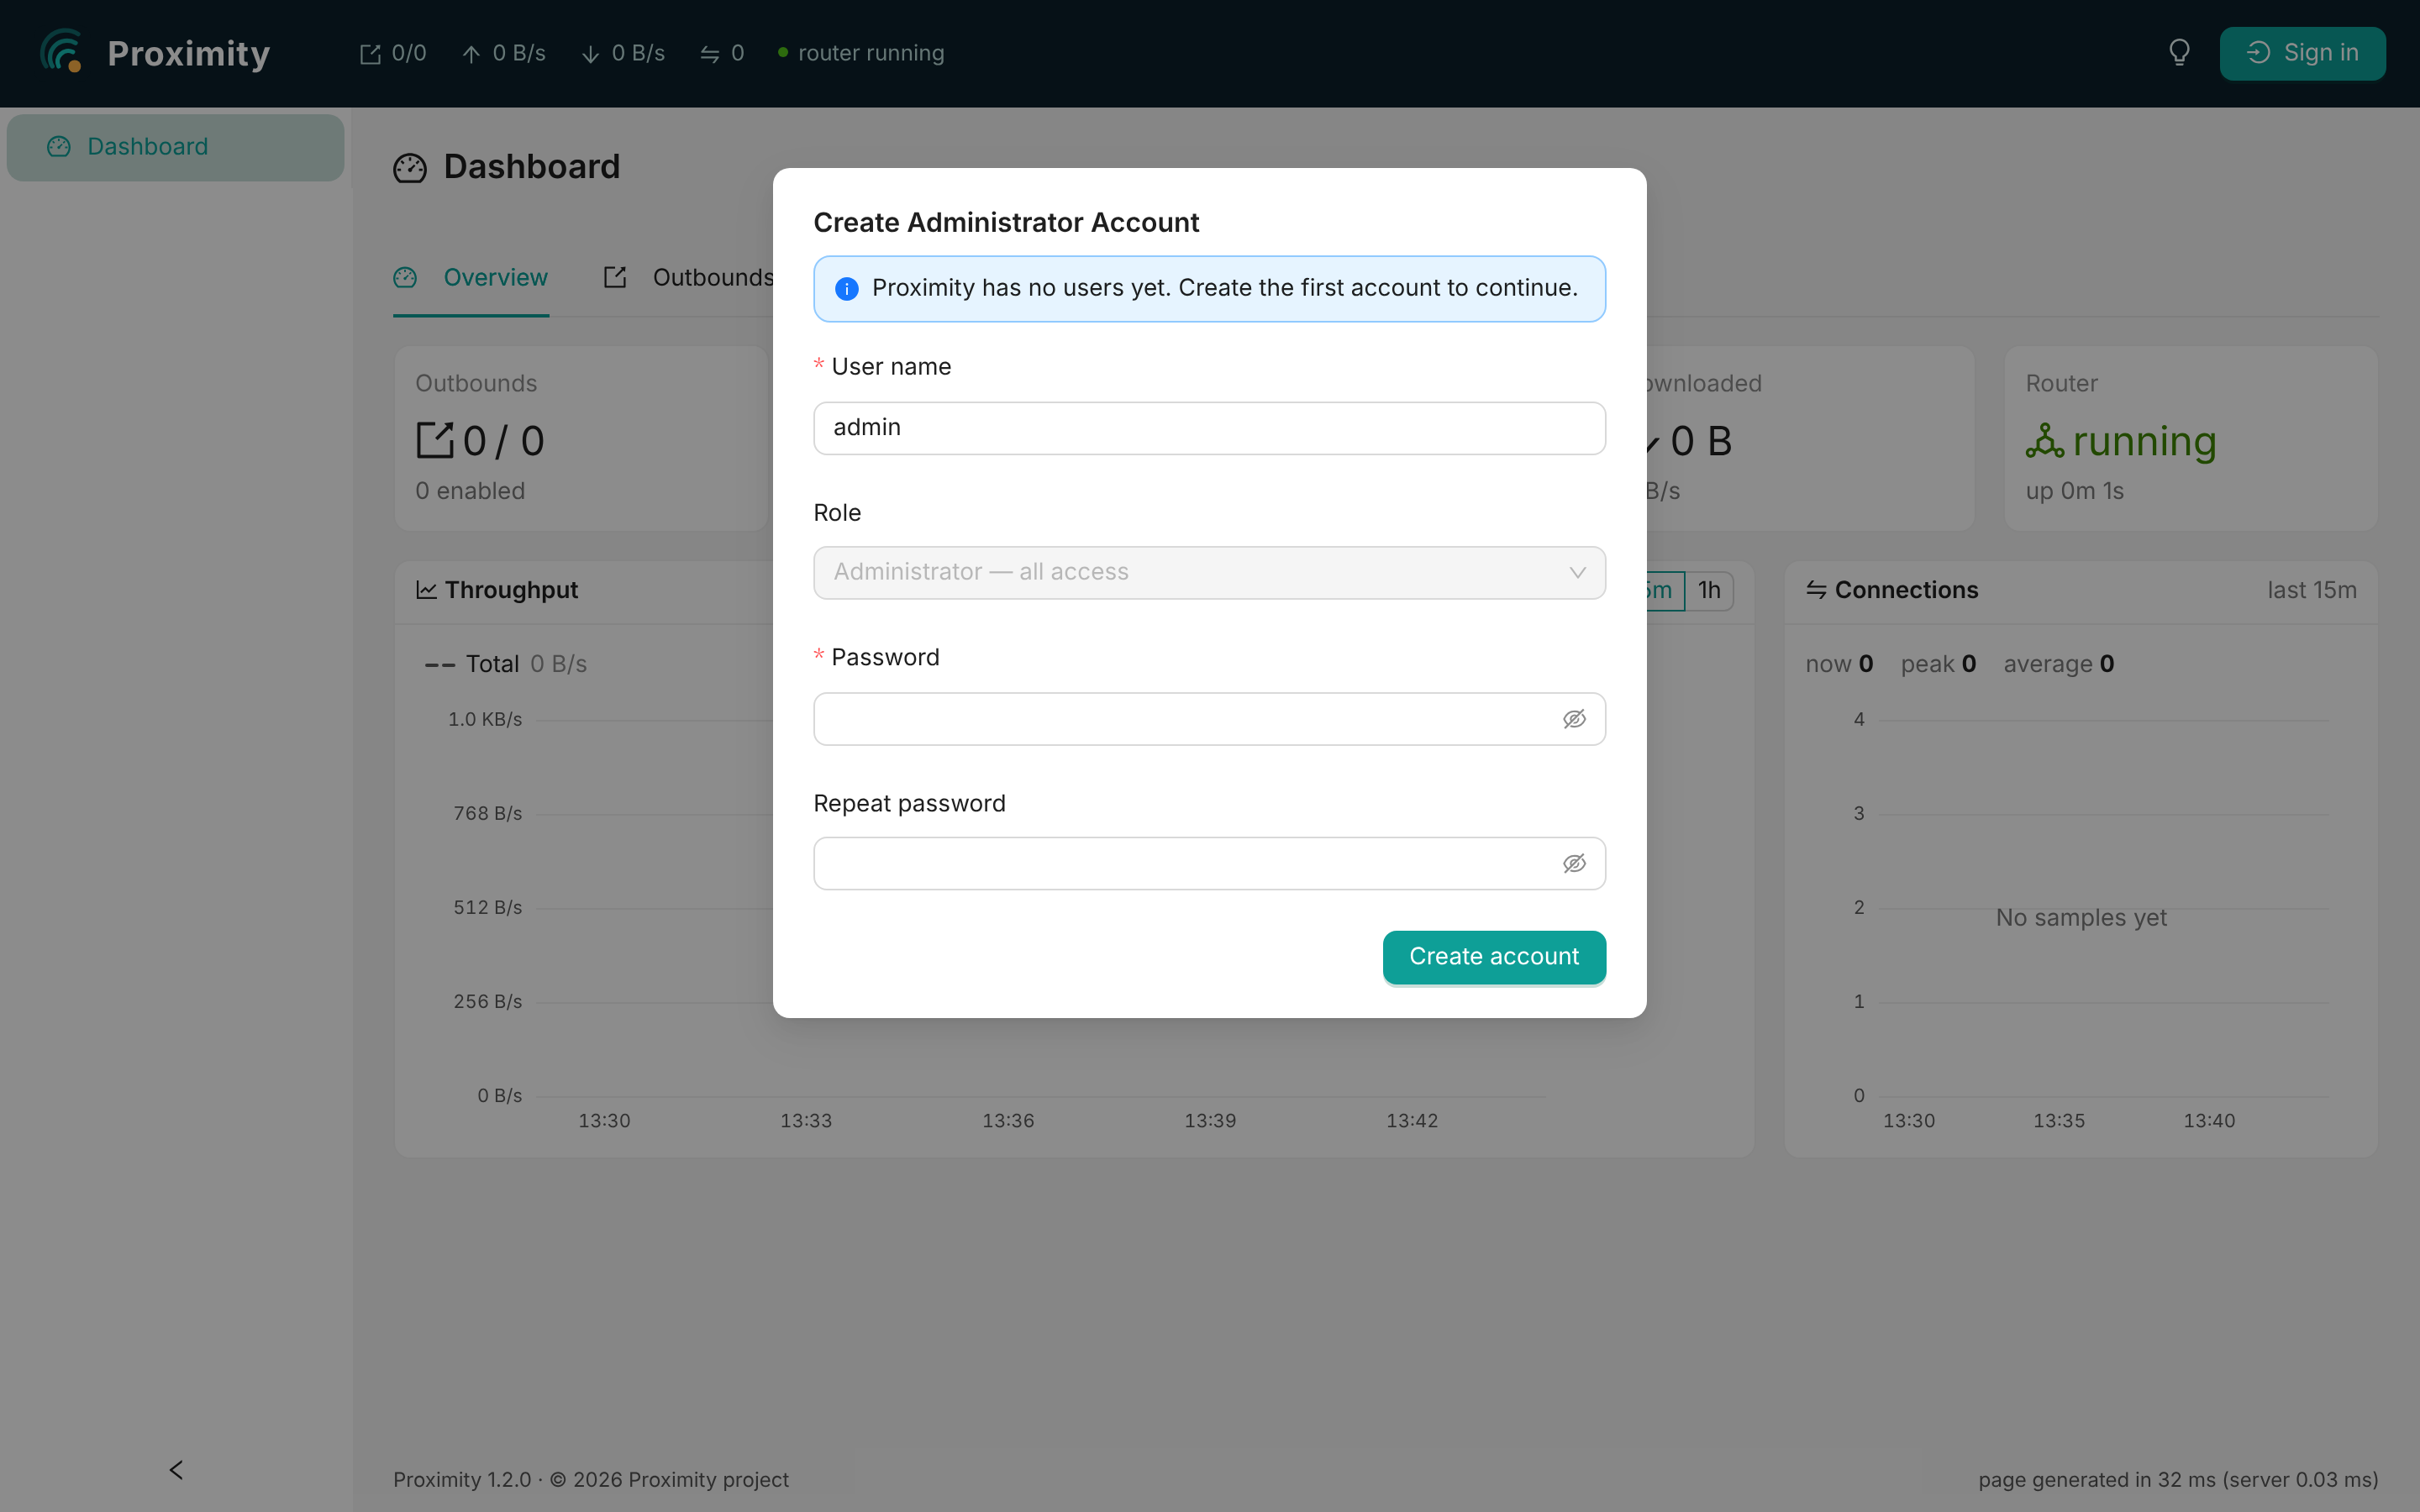 Proximity
0/0
0 B/s
0 B/s
0
router running
Sign in
Dashboard
Dashboard
Overview
Outbounds
Create Administrator Account
Proximity has no users yet. Create the first account to continue.
* User name
admin
Role
Administrator — all access
* Password
Repeat password
Create account
Outbounds
0 / 0
0 enabled
0 B
B/s
Router
running
up 0m 1s
Throughput
1h
Total 0 B/s
1.0 KB/s
768 B/s
512 B/s
256 B/s
0 B/s
13:30 13:33 13:36 13:39 13:42
Connections
last 15m
now 0 peak 0 average 0
4
3
2
1
0
No samples yet
13:30 13:35 13:40
Proximity 1.2.0 · © 2026 Proximity project
page generated in 32 ms (server 0.03 ms)